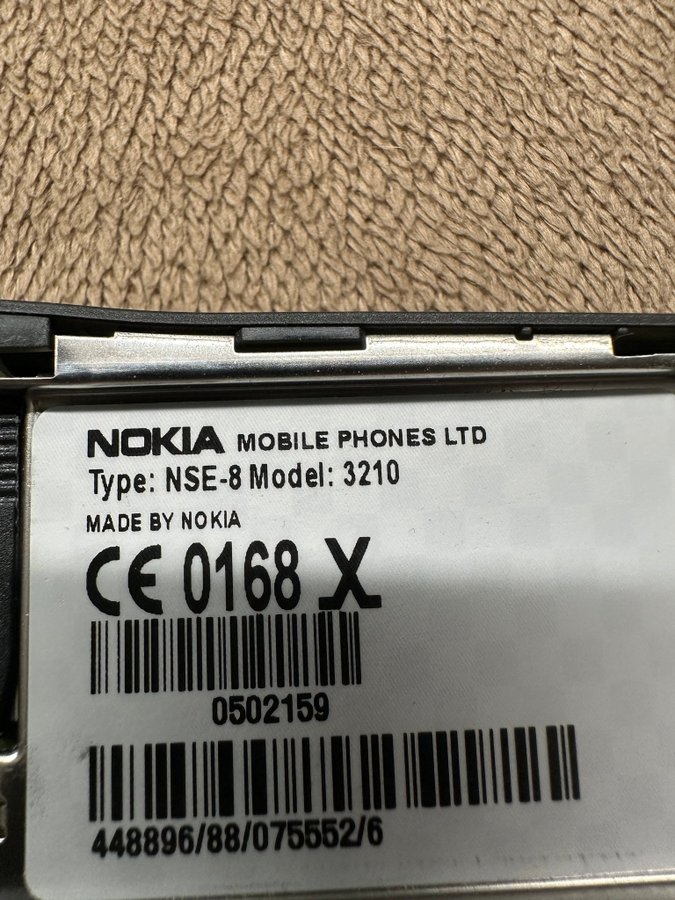 NOKIA MOBILE PHONES LTD
Type: NSE-8 Model: 3210
MADE BY NOKIA
CE 0168 X
0502159
448896/88/075552/6